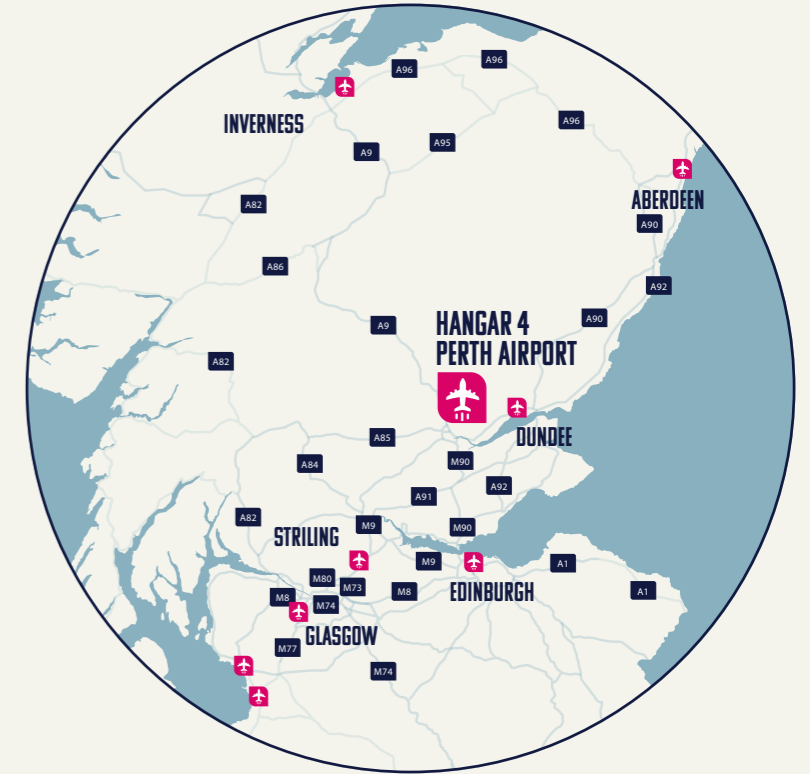 A96
A96
INVERNESS
A96
A9
A95
ABERDEEN
A82
A90
A86
A92
A9
HANGAR 4
PERTH AIRPORT
A90
A82
A85
DUNDEE
A84
M90
A91
A92
A82
STRILING
M9
M90
M9
EDINBURGH
A1
M80
M73
M8
A1
M8
M74
GLASGOW
M77
M74